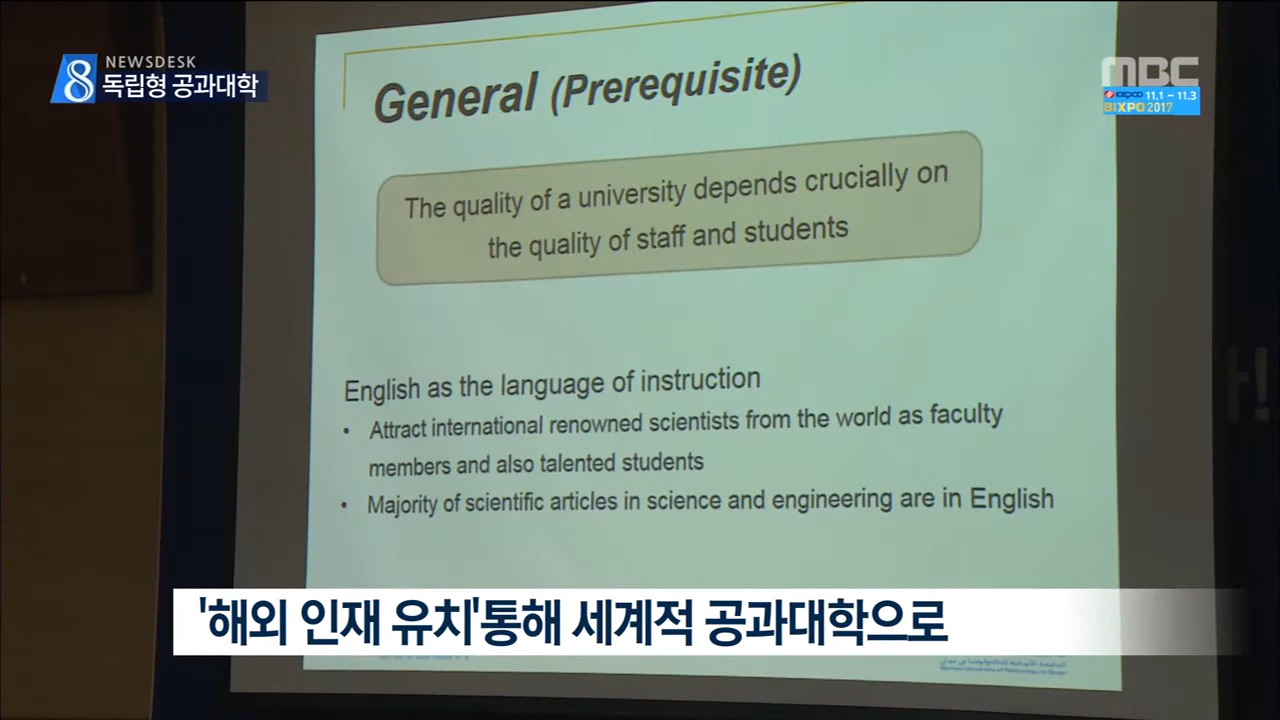 8 NEWSDESK
독립형 공과대학
MBC
KEPCO 11.1 ~ 11.3
BIXPO 2017
General (Prerequisite)
The quality of a university depends crucially on
the quality of staff and students
English as the language of instruction
• Attract international renowned scientists from the world as faculty
members and also talented students
• Majority of scientific articles in science and engineering are in English
'해외 인재 유치'통해 세계적 공과대학으로